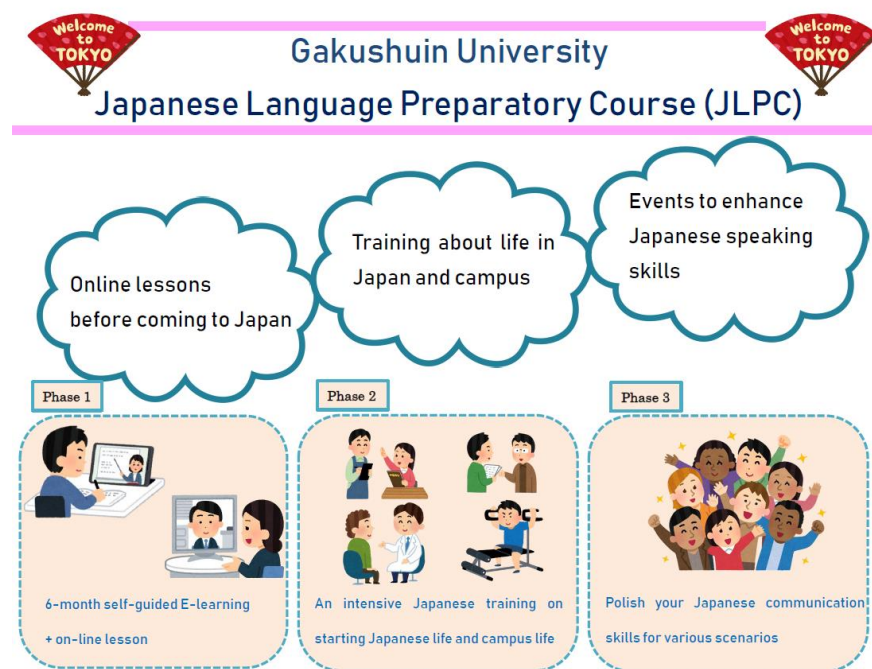 Welcome
to
TOKYO
Welcome
to
TOKYO
Gakushuin University
Japanese Language Preparatory Course (JLPC)
Online lessons
before coming to Japan
Training about life in
Japan and campus
Events to enhance
Japanese speaking
skills
Phase 1
6-month self-guided E-learning
+ on-line lesson
Phase 2
An intensive Japanese training on
starting Japanese life and campus life
Phase 3
Polish your Japanese communication
skills for various scenarios